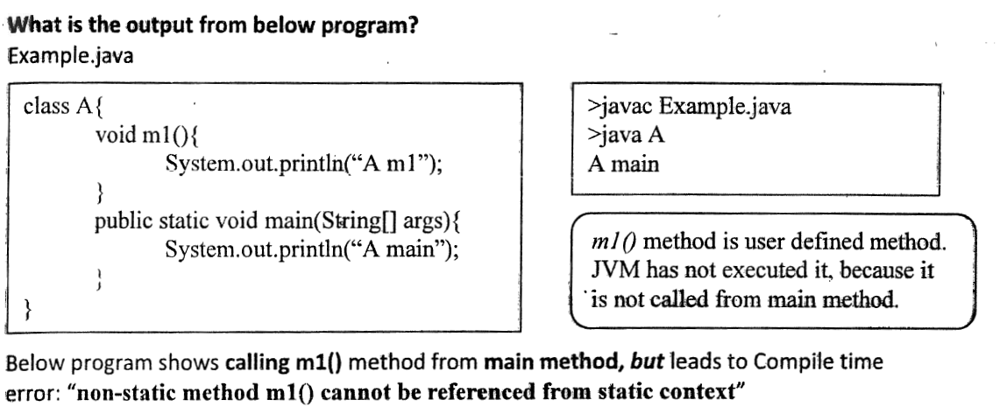 What is the output from below program?
Example.java
class A{
void m1(){
System.out.println(“A m1”);
}
public static void main(String[] args){
System.out.println(“A main”);
}
}
>javac Example.java
>java A
A main
m1() method is user defined method.
JVM has not executed it, because it
is not called from main method.
Below program shows calling m1() method from main method, but leads to Compile time
error: “non-static method m1() cannot be referenced from static context”